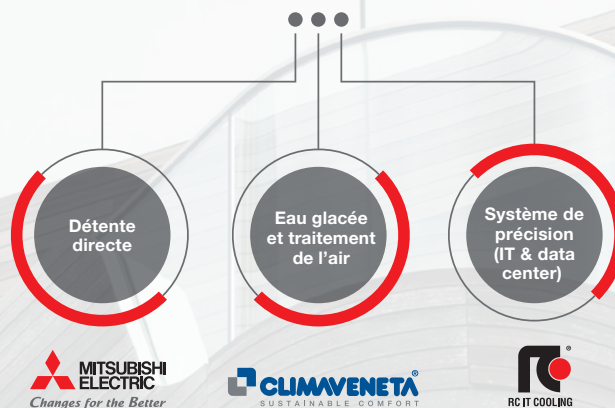 Détente
directe
Eau glacée
et traitement
de l’air
Système de
précision
(IT & data
center)
MITSUBISHI
ELECTRIC
Changes for the Better
CLIMAVENETA®
SUSTAINABLE COMFORT
®
RC IT COOLING